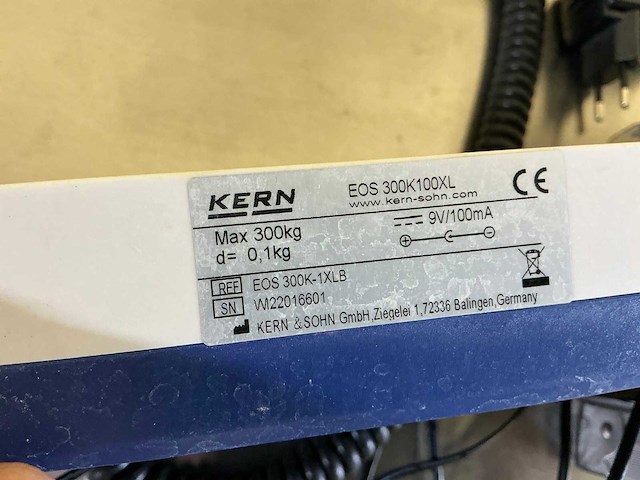 KERN
EOS 300K100XL
www.kern-sohn.com
CE
Max 300kg
d= 0,1kg
9V/100mA
REF EOS 300K-1XLB
SN WI22016601
KERN & SOHN GmbH,Ziegelei 1,72336 Balingen,Germany